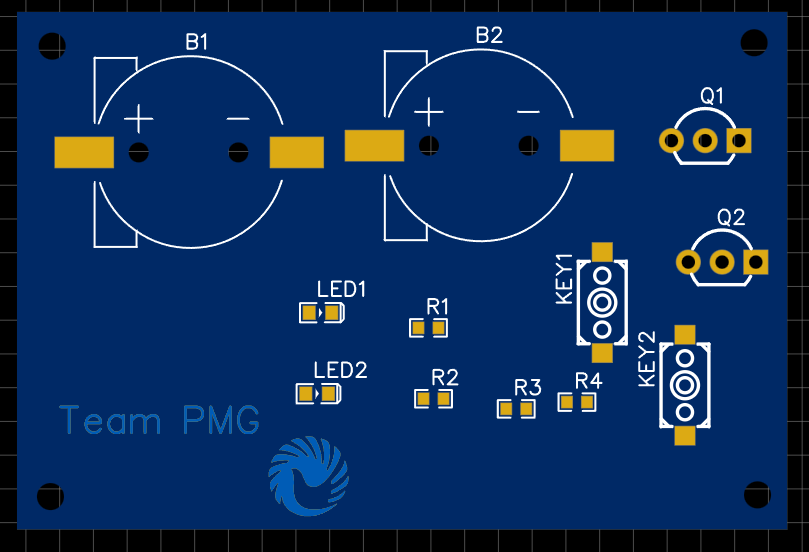 B1
B2
+ -
+ -
Q1
Q2
KEY1
LED1
R1
KEY2
LED2
R2
R3
R4
Team PMG